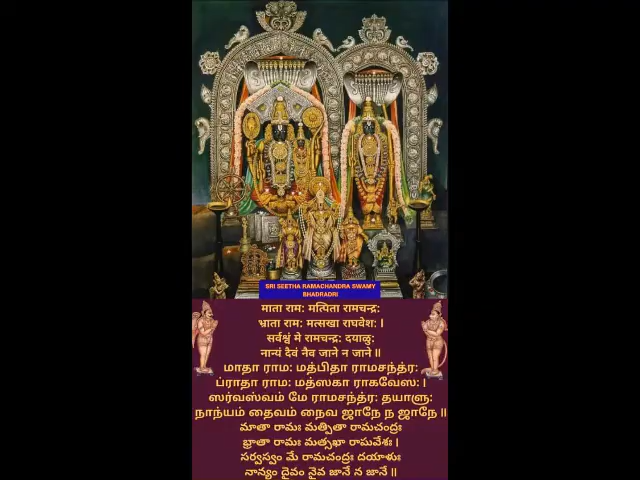 SRI SEETHA RAMACHANDRA SWAMY
BHADRADRI
माता राम: मत्पिता रामचन्द्र:
भ्राता राम: मत्सखा राघवेश: ।
सर्वश्वं मे रामचन्द्र: दयाळु:
नान्यं दैवं नैव जाने न जाने ॥
மாதா ராம: மத்பிதா ராமசந்த்ர:
ப்ராதா ராம: மத்ஸகா ராகவேஸ: |
ஸர்வஸ்வம் மே ராமசந்த்ர: தயாளு:
நாந்யம் தைவம் நைவ ஜாநே ந ஜாநே ||
మాతా రామః మత్పితా రామచంద్రః
భ్రాతా రామః మత్సఖా రాఘవేశః |
సర్వస్వం మే రామచంద్రః దయాళుః
నాన్యం దైవం నైవ జానే న జానే ||